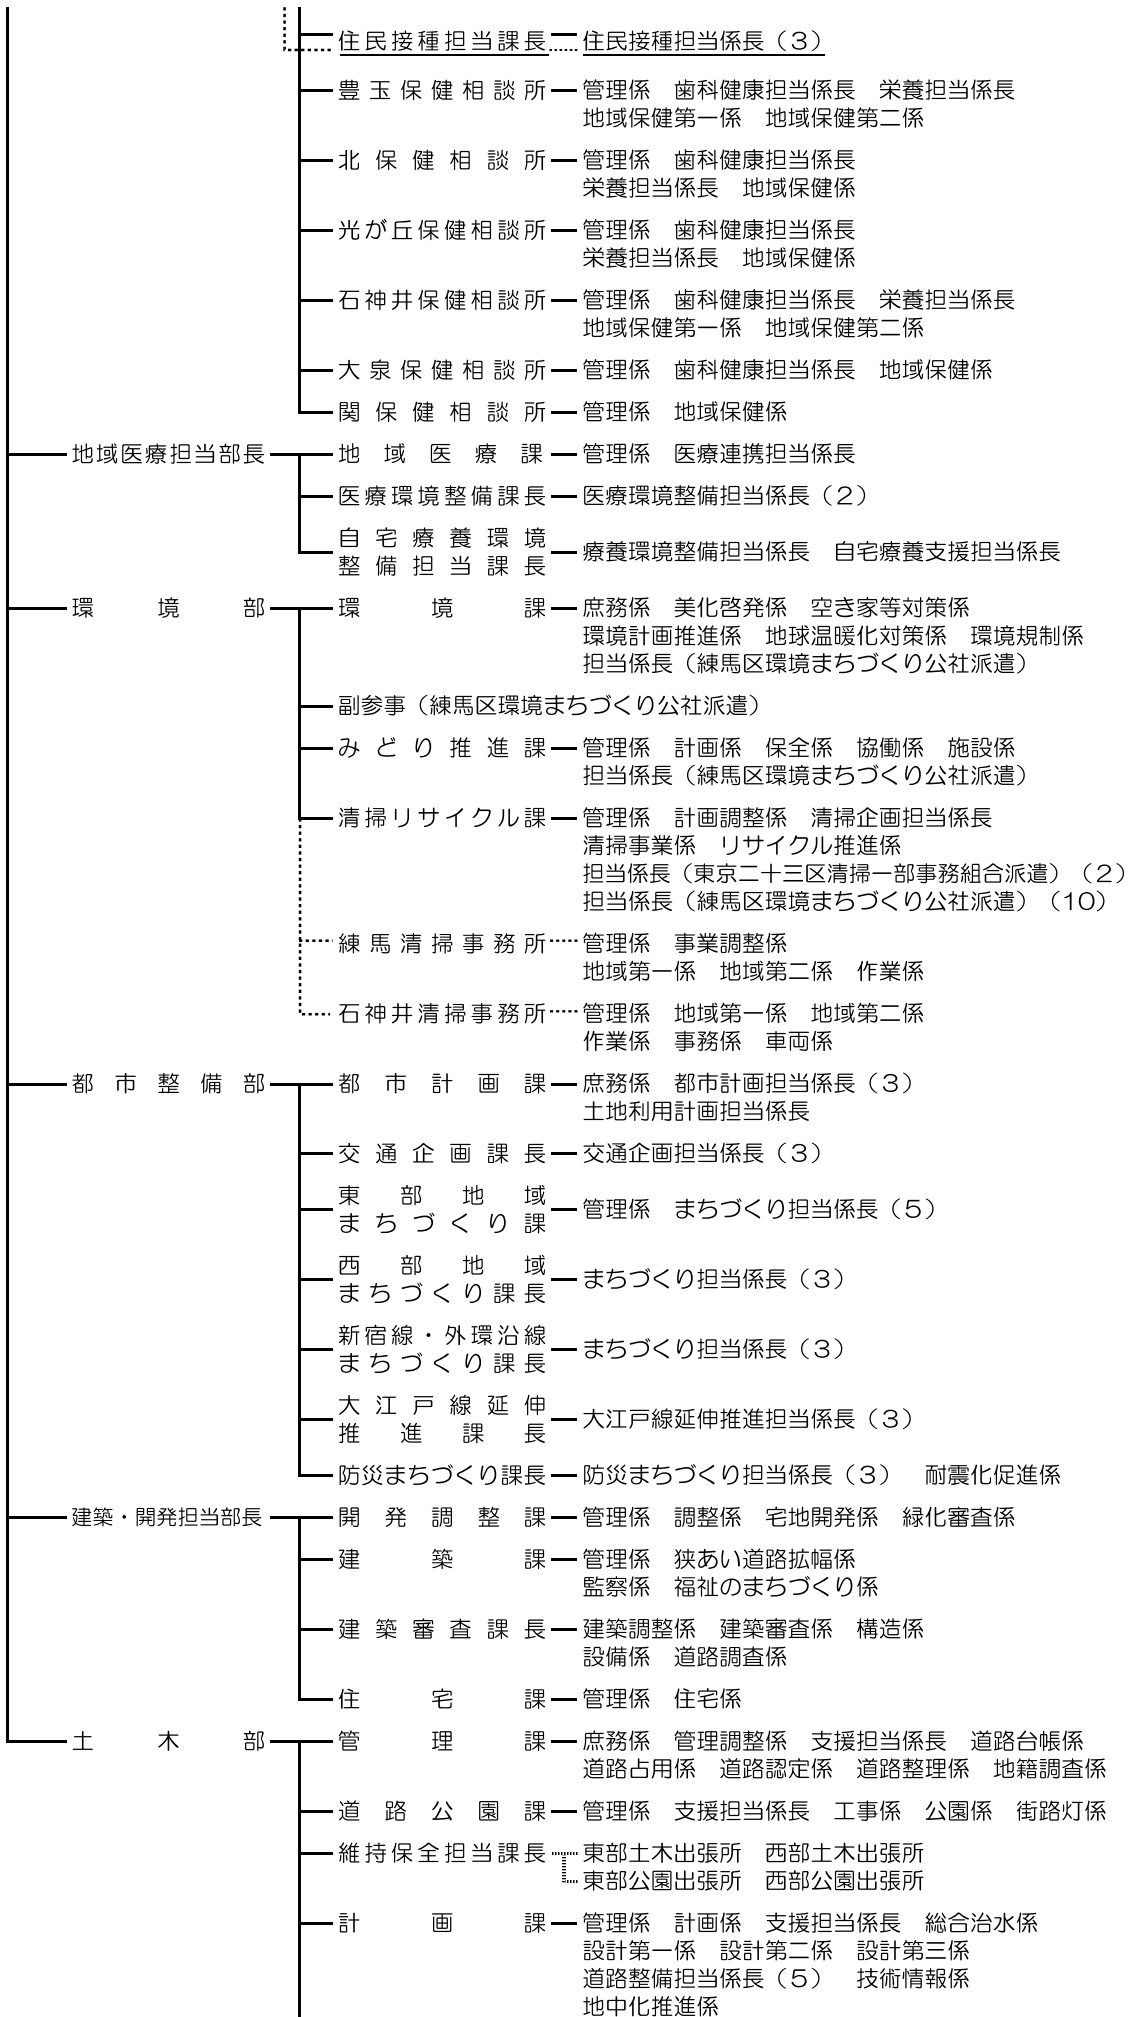 住民接種担当課長 住民接種担当係長（３）
豊玉保健相談所 管理係　歯科健康担当係長　栄養担当係長
地域保健第一係　地域保健第二係
北保健相談所 管理係　歯科健康担当係長
栄養担当係長　地域保健係
光が丘保健相談所 管理係　歯科健康担当係長
栄養担当係長　地域保健係
石神井保健相談所 管理係　歯科健康担当係長　栄養担当係長
地域保健第一係　地域保健第二係
大泉保健相談所 管理係　歯科健康担当係長　地域保健係
関保健相談所 管理係　地域保健係
地域医療担当部長 地域医療課 管理係　医療連携担当係長
医療環境整備課長 医療環境整備担当係長（２）
自宅療養環境
整備担当課長 療養環境整備担当係長　自宅療養支援担当係長
環境部 環境課 庶務係　美化啓発係　空き家等対策係
環境計画推進係　地球温暖化対策係　環境規制係
担当係長（練馬区環境まちづくり公社派遣）
副参事（練馬区環境まちづくり公社派遣）
みどり推進課 管理係　計画係　保全係　協働係　施設係
担当係長（練馬区環境まちづくり公社派遣）
清掃リサイクル課 管理係　計画調整係　清掃企画担当係長
清掃事業係　リサイクル推進係
担当係長（東京二十三区清掃一部事務組合派遣）（２）
担当係長（練馬区環境まちづくり公社派遣）（10）
練馬清掃事務所 管理係　事業調整係
地域第一係　地域第二係　作業係
石神井清掃事務所 管理係　地域第一係　地域第二係
作業係　事務係　車両係
都市整備部 都市計画課 庶務係　都市計画担当係長（３）
土地利用計画担当係長
交通企画課長 交通企画担当係長（３）
東部地域
まちづくり課 管理係　まちづくり担当係長（５）
西部地域
まちづくり課長 まちづくり担当係長（３）
新宿線・外環沿線
まちづくり課長 まちづくり担当係長（３）
大江戸線延伸
推進課長 大江戸線延伸推進担当係長（３）
防災まちづくり課長 防災まちづくり担当係長（３）　耐震化促進係
建築・開発担当部長 開発調整課 管理係　調整係　宅地開発係　緑化審査係
建築課 管理係　狭あい道路拡幅係
監察係　福祉のまちづくり係
建築審査課長 建築調整係　建築審査係　構造係
設備係　道路調査係
住宅課 管理係　住宅係
土木部 管理課 庶務係　管理調整係　支援担当係長　道路台帳係
道路占用係　道路認定係　道路整理係　地籍調査係
道路公園課 管理係　支援担当係長　工事係　公園係　街路灯係
維持保全担当課長 東部土木出張所　西部土木出張所
東部公園出張所　西部公園出張所
計画課 管理係　計画係　支援担当係長　総合治水係
設計第一係　設計第二係　設計第三係
道路整備担当係長（５）　技術情報係
地中化推進係